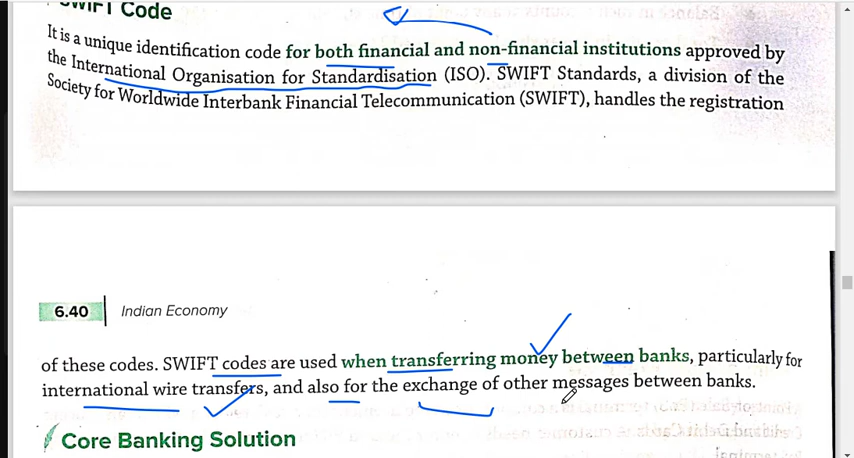 SWIFT Code
It is a unique identification code for both financial and non-financial institutions approved by
the International Organisation for Standardisation (ISO). SWIFT Standards, a division of the
Society for Worldwide Interbank Financial Telecommunication (SWIFT), handles the registration
6.40 Indian Economy
of these codes. SWIFT codes are used when transferring money between banks, particularly for
international wire transfers, and also for the exchange of other messages between banks.
Core Banking Solution